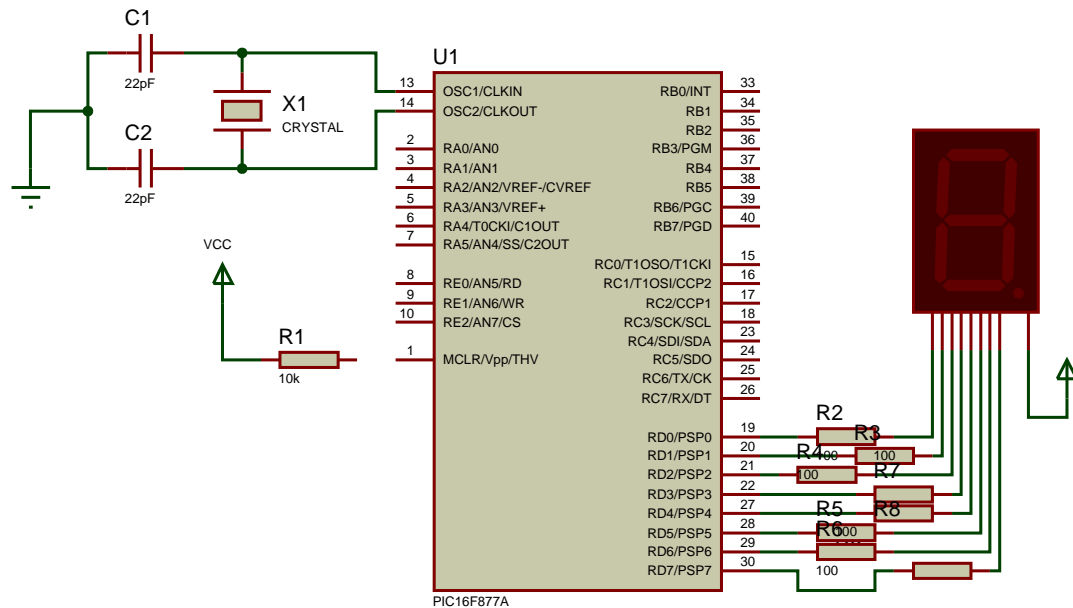 C1
22pF
C2
22pF
X1
CRYSTAL
VCC
R1
10k
U1
13 OSC1/CLKIN
14 OSC2/CLKOUT
2 RA0/AN0
3 RA1/AN1
4 RA2/AN2/VREF-/CVREF
5 RA3/AN3/VREF+
6 RA4/T0CKI/C1OUT
7 RA5/AN4/SS/C2OUT
8 RE0/AN5/RD
9 RE1/AN6/WR
10 RE2/AN7/CS
1 MCLR/Vpp/THV
RB0/INT 33
RB1 34
RB2 35
RB3/PGM 36
RB4 37
RB5 38
RB6/PGC 39
RB7/PGD 40
RC0/T1OSO/T1CKI 15
RC1/T1OSI/CCP2 16
RC2/CCP1 17
RC3/SCK/SCL 18
RC4/SDI/SDA 23
RC5/SDO 24
RC6/TX/CK 25
RC7/RX/DT 26
RD0/PSP0 19
RD1/PSP1 20
RD2/PSP2 21
RD3/PSP3 22
RD4/PSP4 27
RD5/PSP5 28
RD6/PSP6 29
RD7/PSP7 30
PIC16F877A
R2
R3
100
R4
100
R7
R5
100
R8
R6
100